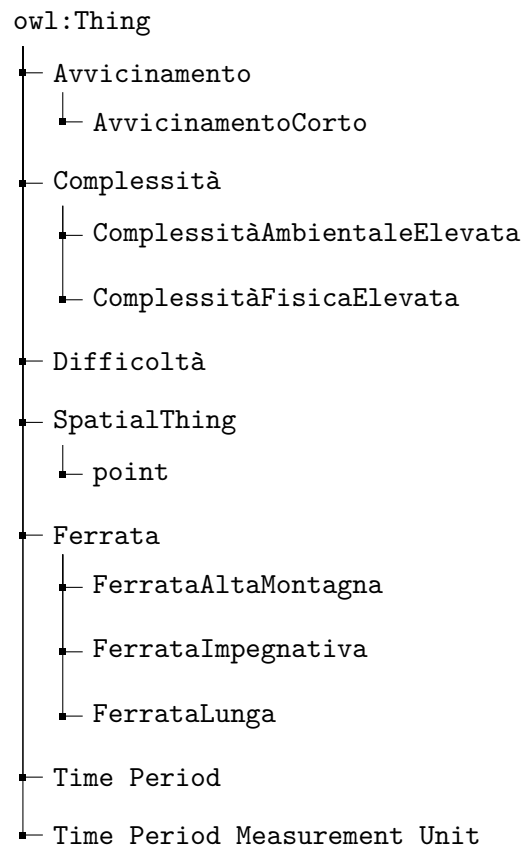 owl:Thing
Avvicinamento
AvvicinamentoCorto
Complessità
ComplessitàAmbientaleElevata
ComplessitàFisicaElevata
Difficoltà
SpatialThing
point
Ferrata
FerrataAltaMontagna
FerrataImpegnativa
FerrataLunga
Time Period
Time Period Measurement Unit